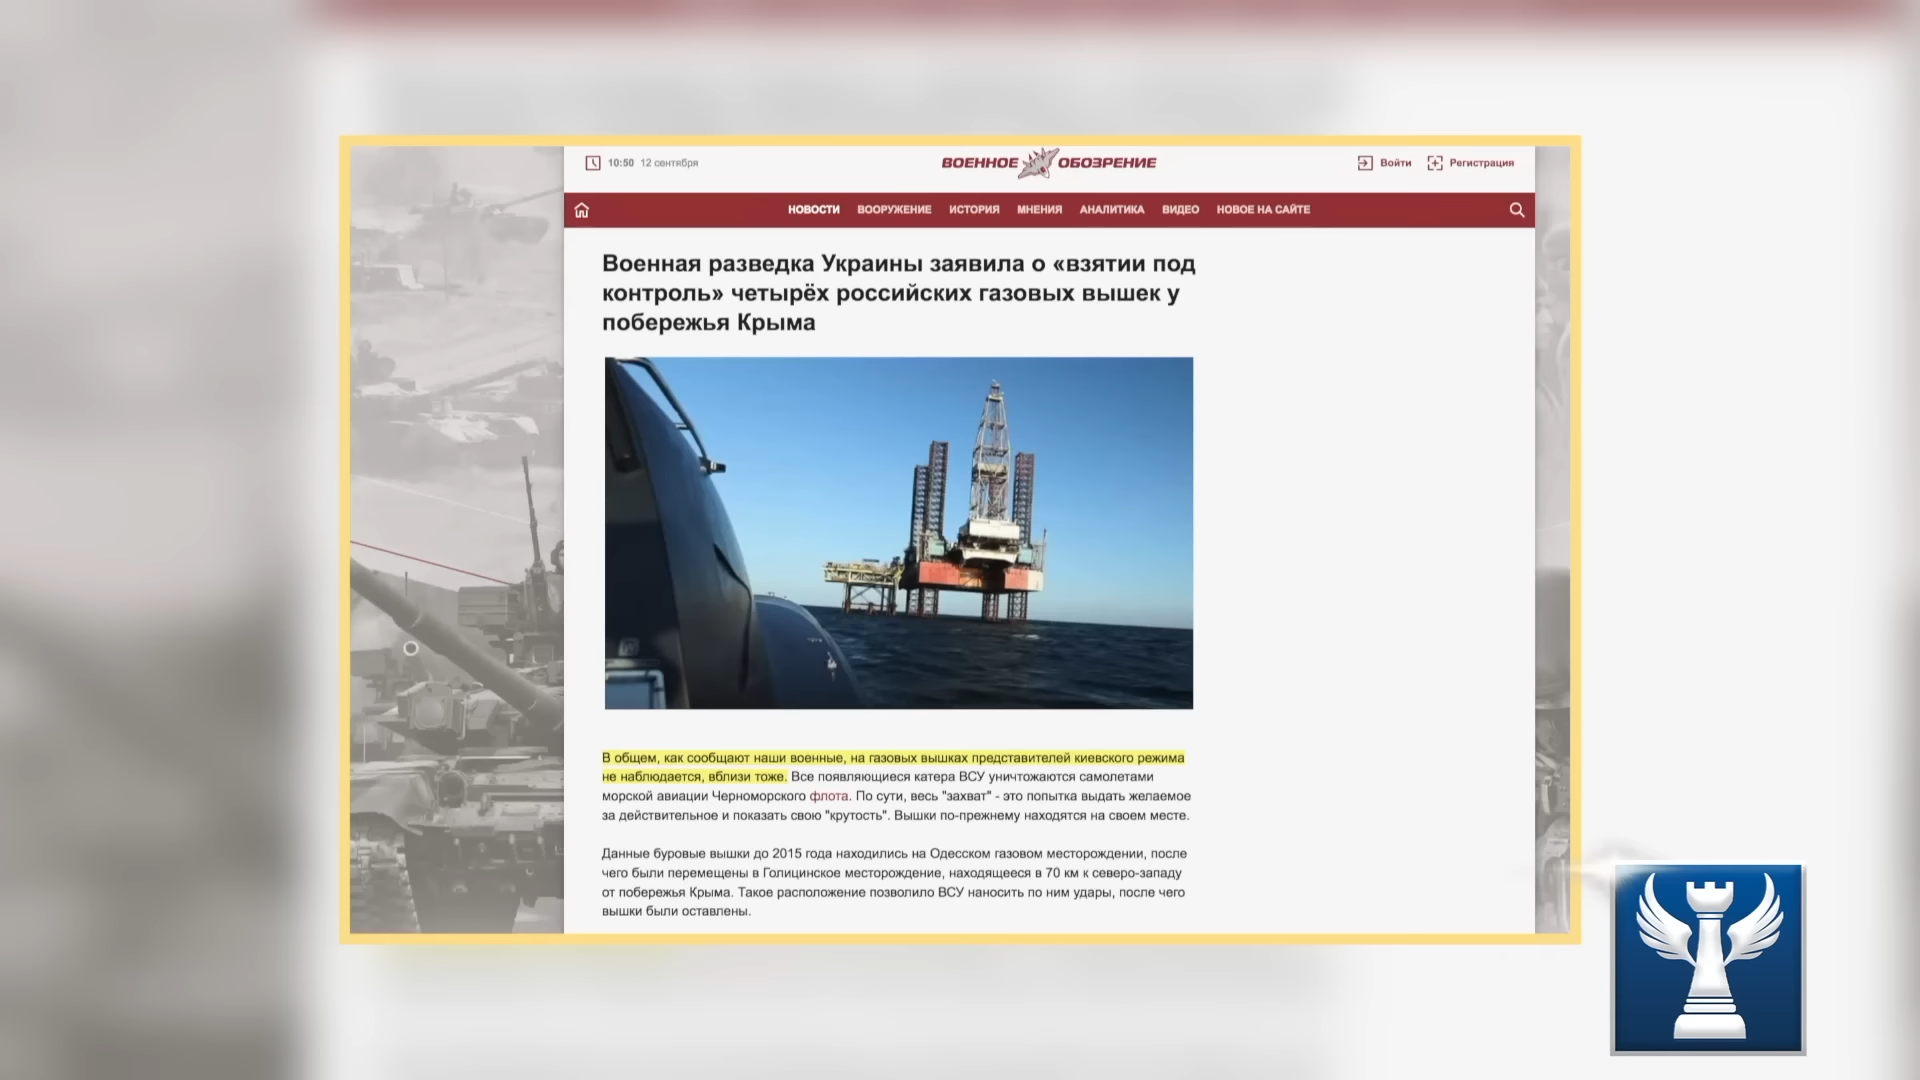 10:50 12 сентября
ВОЕННОЕ ОБОЗРЕНИЕ
Войти Регистрация
НОВОСТИ ВООРУЖЕНИЕ ИСТОРИЯ МНЕНИЯ АНАЛИТИКА ВИДЕО НОВОЕ НА САЙТЕ
Военная разведка Украины заявила о «взятии под
контроль» четырёх российских газовых вышек у
побережья Крыма
В общем, как сообщают наши военные, на газовых вышках представителей киевского режима
не наблюдается, вблизи тоже. Все появляющиеся катера ВСУ уничтожаются самолетами
морской авиации Черноморского флота. По сути, весь "захват" - это попытка выдать желаемое
за действительное и показать свою "крутость". Вышки по-прежнему находятся на своем месте.
Данные буровые вышки до 2015 года находились на Одесском газовом месторождении, после
чего были перемещены в Голицинское месторождение, находящееся в 70 км к северо-западу
от побережья Крыма. Такое расположение позволило ВСУ наносить по ним удары, после чего
вышки были оставлены.